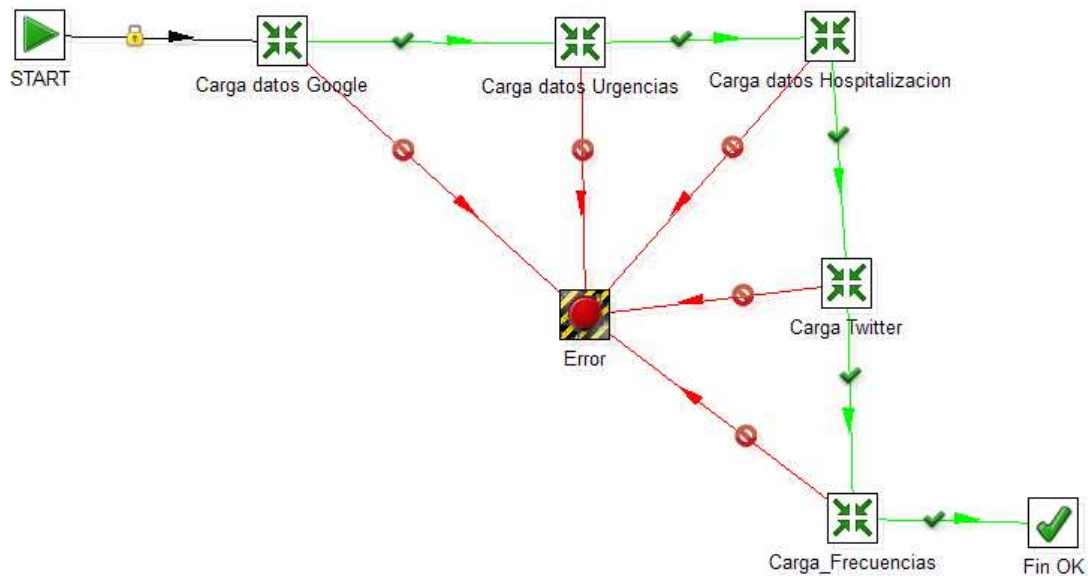 START
Carga datos Google
Carga datos Urgencias
Carga datos Hospitalizacion
Carga Twitter
Error
Carga_Frecuencias
Fin OK